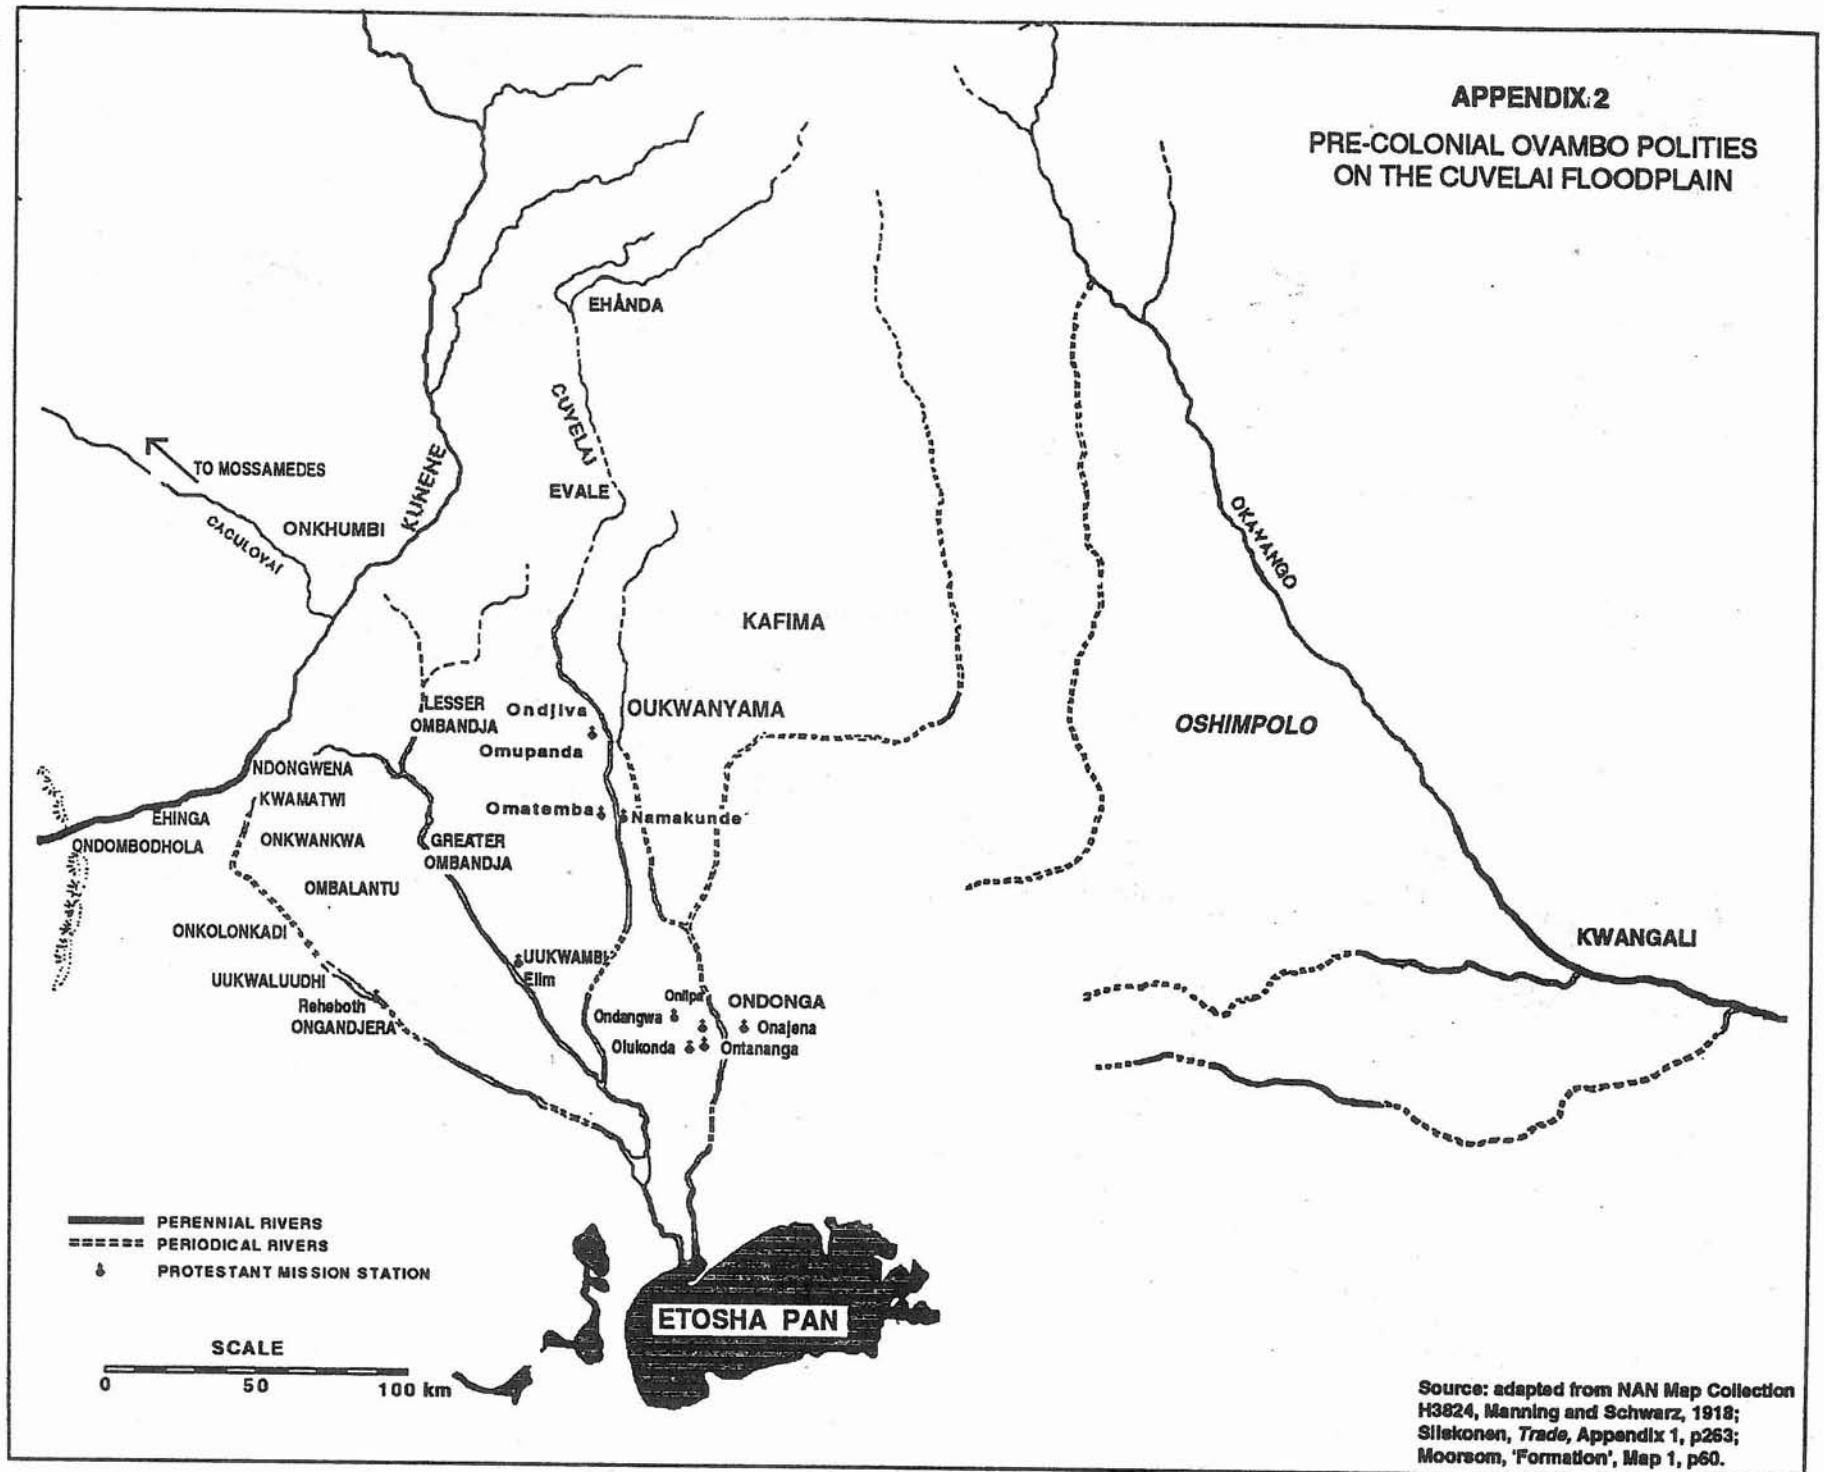 APPENDIX 2
PRE-COLONIAL OVAMBO POLITIES
ON THE CUVELAI FLOODPLAIN
EHANDA
CUVELAI
TO MOSSAMEDES
KUNENE
EVALE
ONKHUMBI
CACULOVAI
OKAVANGO
KAFIMA
LESSER
OMBANDJA
Ondjiva
OUKWANYAMA
OSHIMPOLO
Omupanda
NDONGWENA
KWAMATWI
Omatemba
Namakunde
EHINGA
ONDOMBODHOLA
ONKWANKWA
GREATER
OMBANDJA
OMBALANTU
ONKOLONKADI
KWANGALI
UUKWAMBI
Elim
UUKWALUUDHI
Reheboth
ONGANDJERA
Oniipa
ONDONGA
Ondangwa
Onajena
Olukonda
Ontananga
PERENNIAL RIVERS
PERIODICAL RIVERS
PROTESTANT MISSION STATION
ETOSHA PAN
SCALE
0 50 100 km
Source: adapted from NAN Map Collection
H3824, Manning and Schwarz, 1918;
Siiskonen, Trade, Appendix 1, p263;
Moorsom, 'Formation', Map 1, p60.